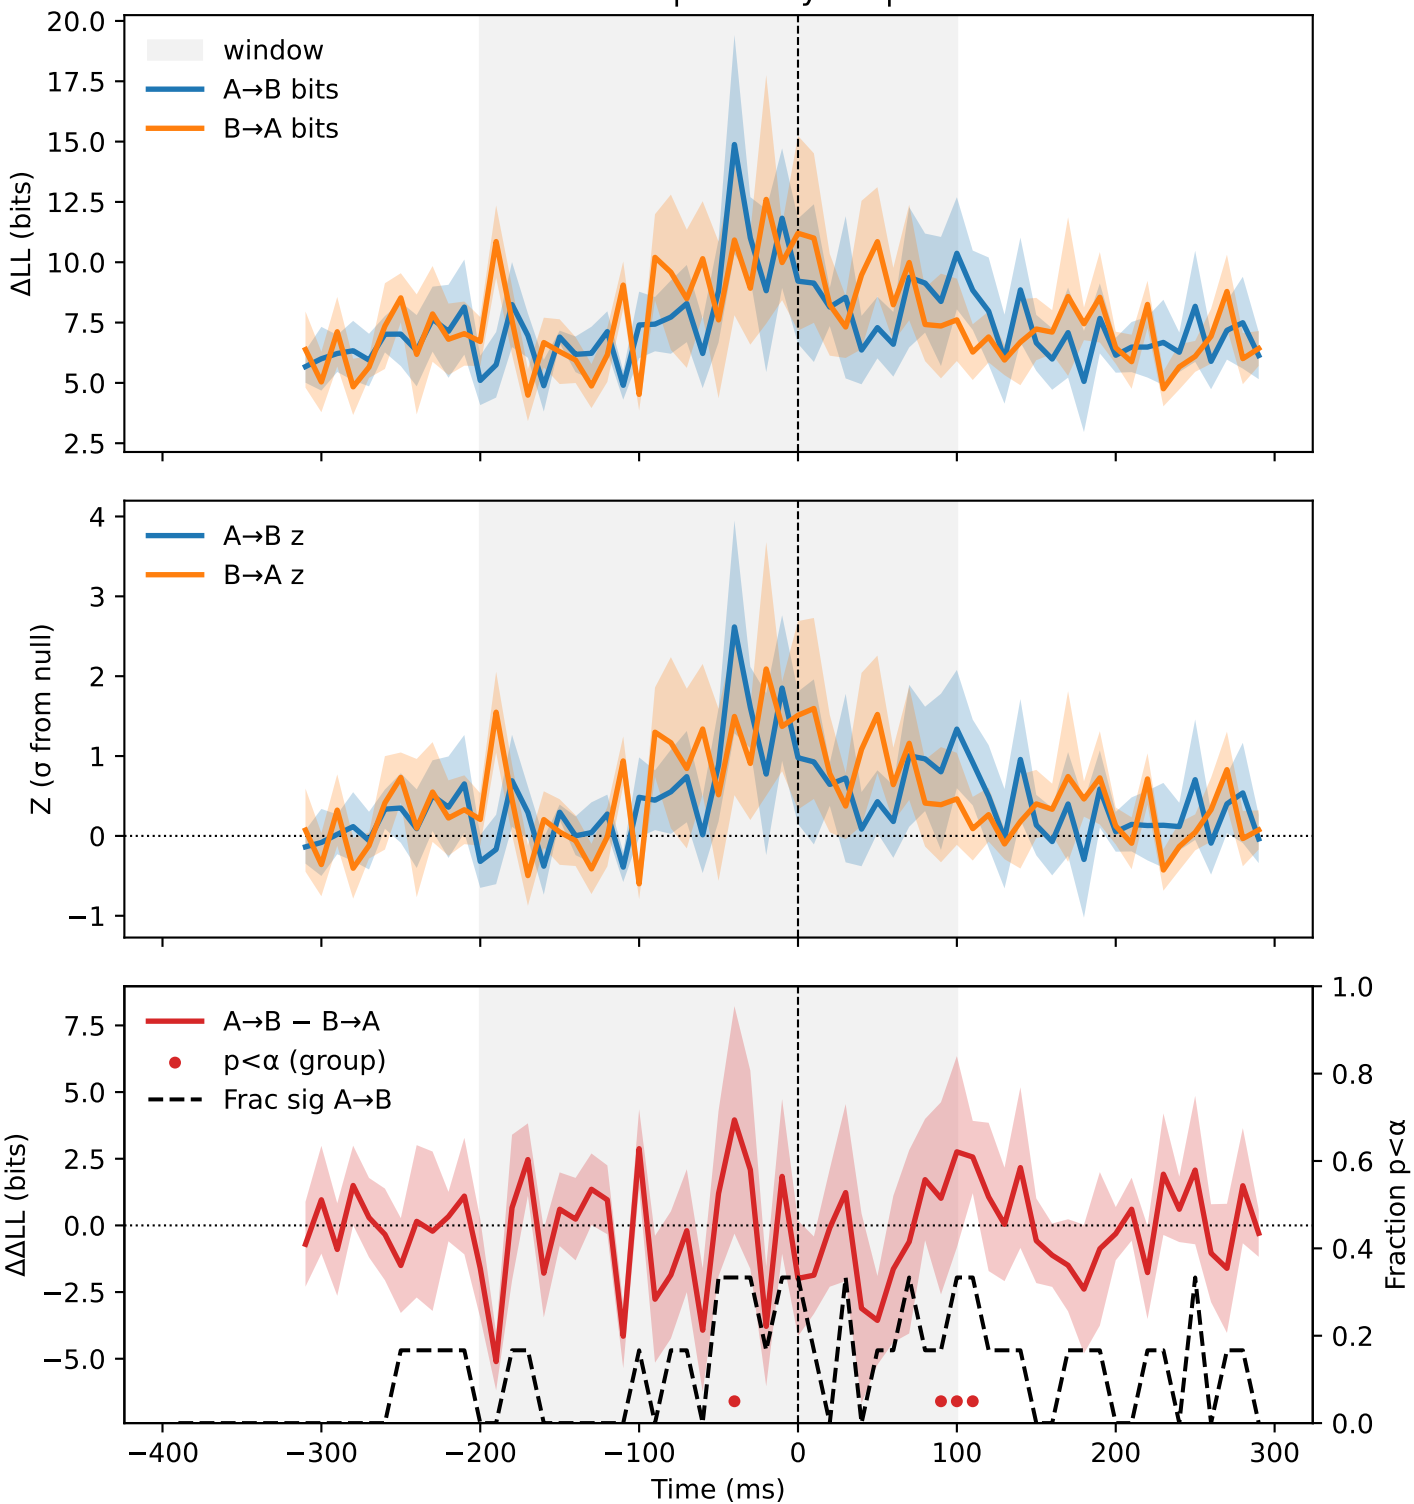 20.0
17.5
15.0
12.5
10.0
7.5
5.0
2.5
ΔLL (bits)
window
A→B bits
B→A bits
4
3
2
1
0
−1
Z (σ from null)
A→B z
B→A z
7.5
5.0
2.5
0.0
−2.5
−5.0
ΔΔLL (bits)
A→B − B→A
p<α (group)
Frac sig A→B
1.0
0.8
0.6
0.4
0.2
0.0
Fraction p<α
−400 −300 −200 −100 0 100 200 300
Time (ms)